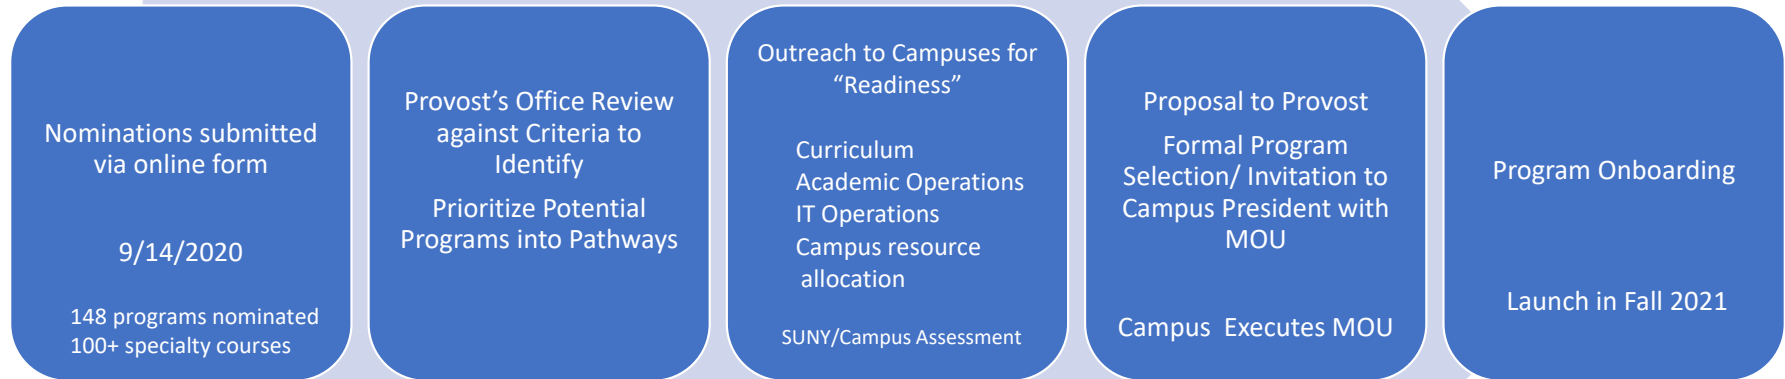 Nominations submitted
via online form
9/14/2020
148 programs nominated
100+ specialty courses
Provost’s Office Review
against Criteria to
Identify
Prioritize Potential
Programs into Pathways
Outreach to Campuses for
“Readiness”
Curriculum
Academic Operations
IT Operations
Campus resource
allocation
SUNY/Campus Assessment
Proposal to Provost
Formal Program
Selection/ Invitation to
Campus President with
MOU
Campus Executes MOU
Program Onboarding
Launch in Fall 2021